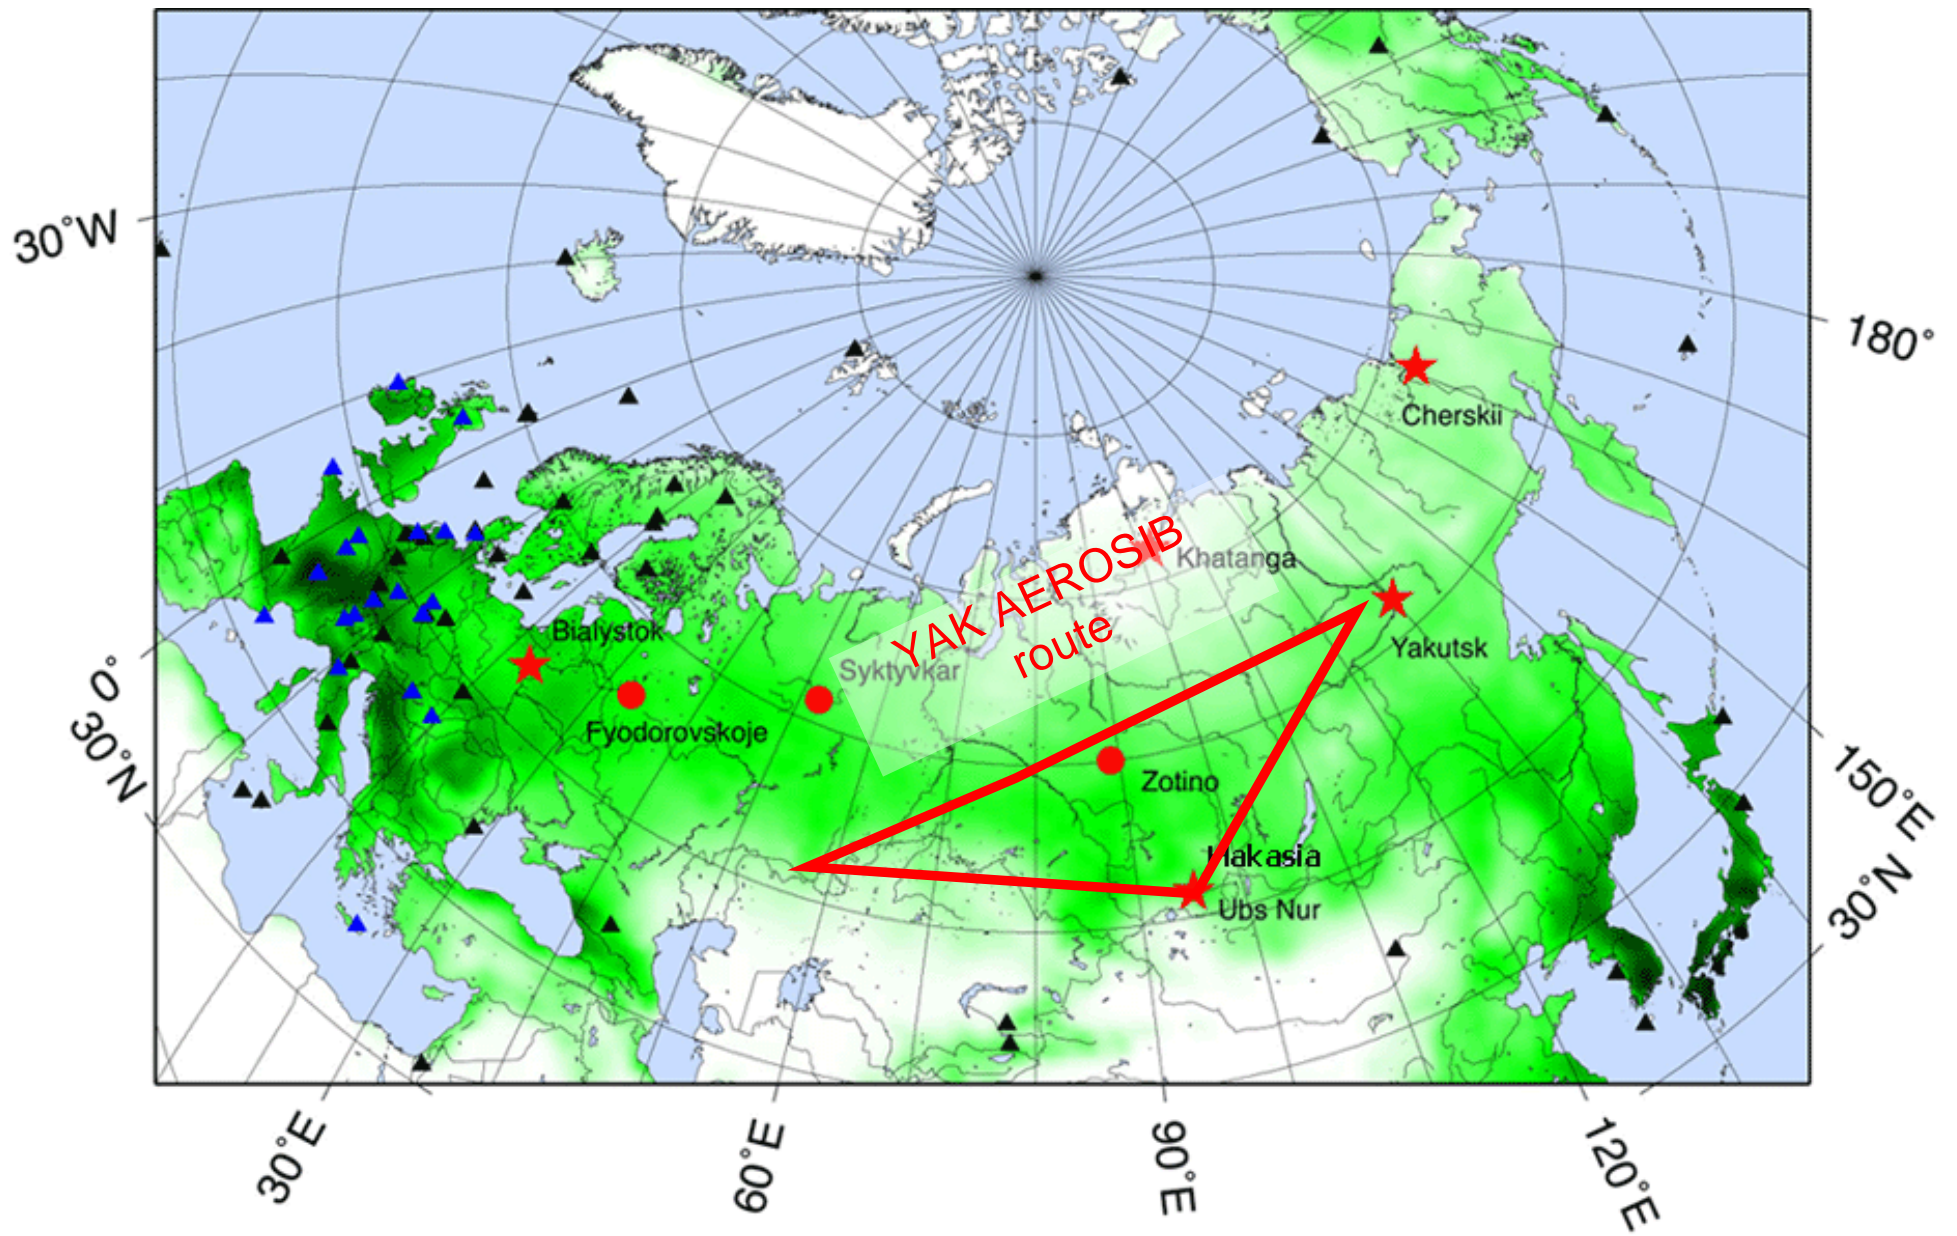 30°W
180°
Cherskii
YAK AEROSIB
route
Khatanga
Bialystok
Yakutsk
Syktyvkar
0°
Fyodorovskoje
30°N
Zotino
150°E
Hakasia
30°N
Ubs Nur
30°E
60°E
90°E
120°E